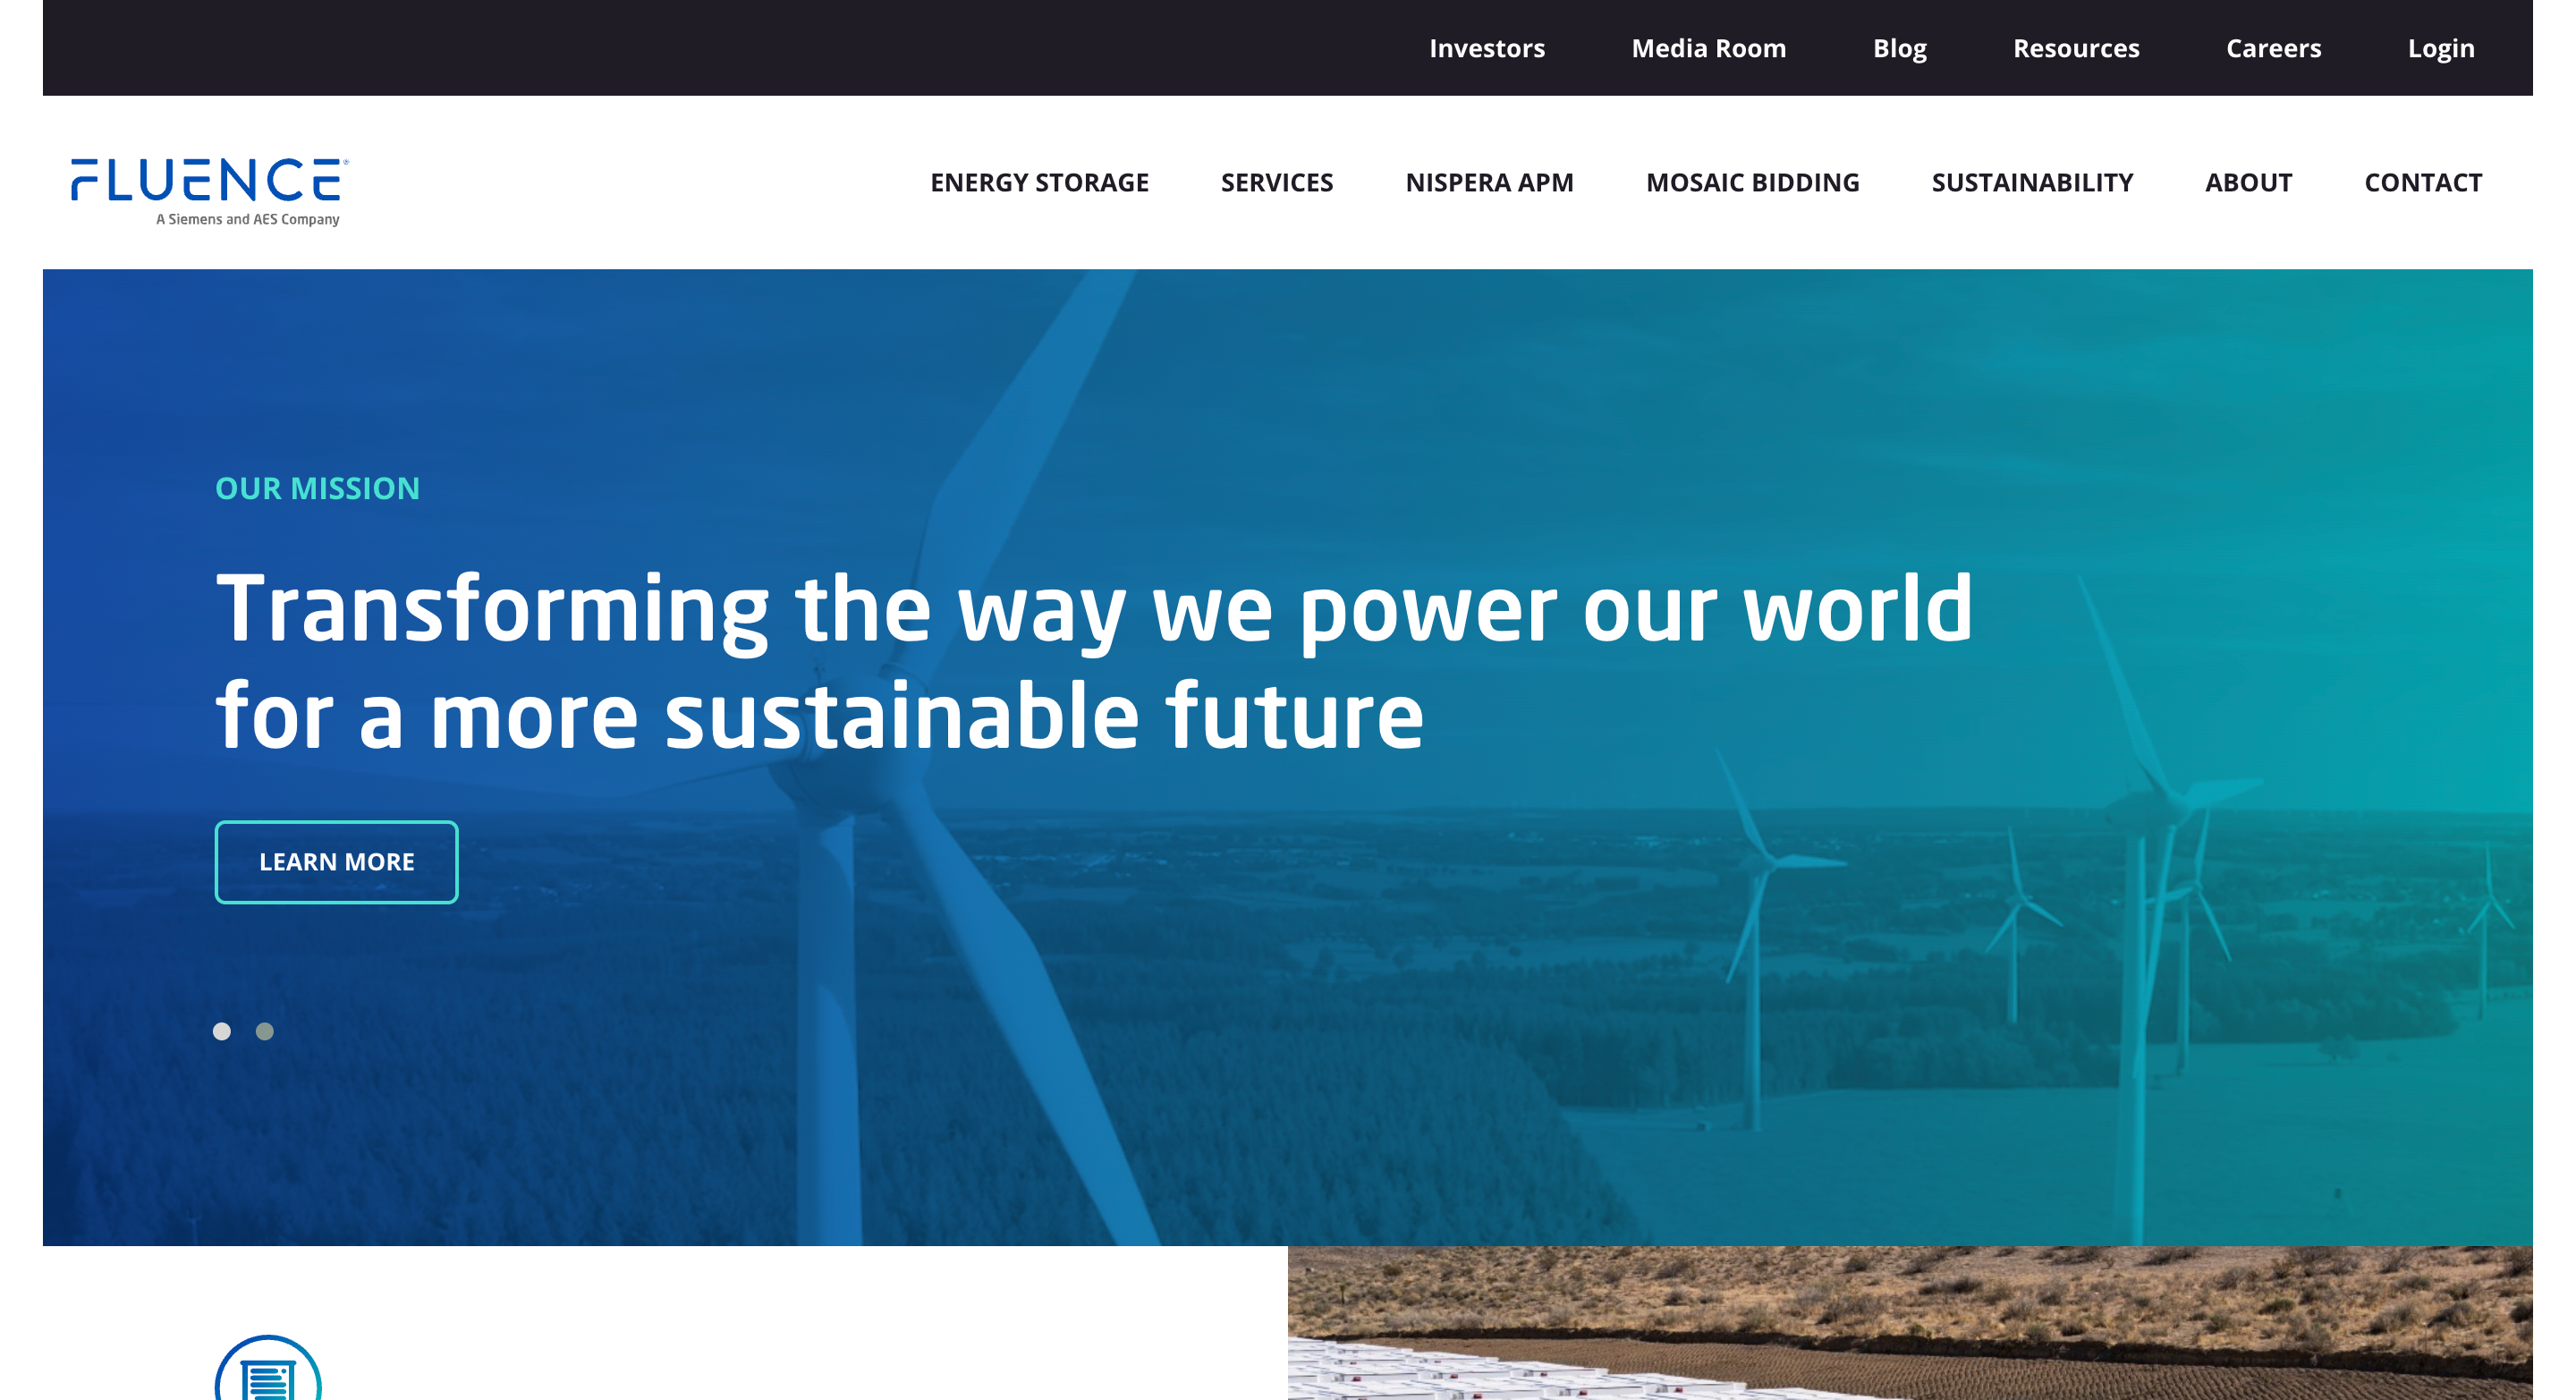 Investors Media Room Blog Resources Careers Login
FLUENCE®
A Siemens and AES Company
ENERGY STORAGE SERVICES NISPERA APM MOSAIC BIDDING SUSTAINABILITY ABOUT CONTACT
OUR MISSION
Transforming the way we power our world
for a more sustainable future
LEARN MORE